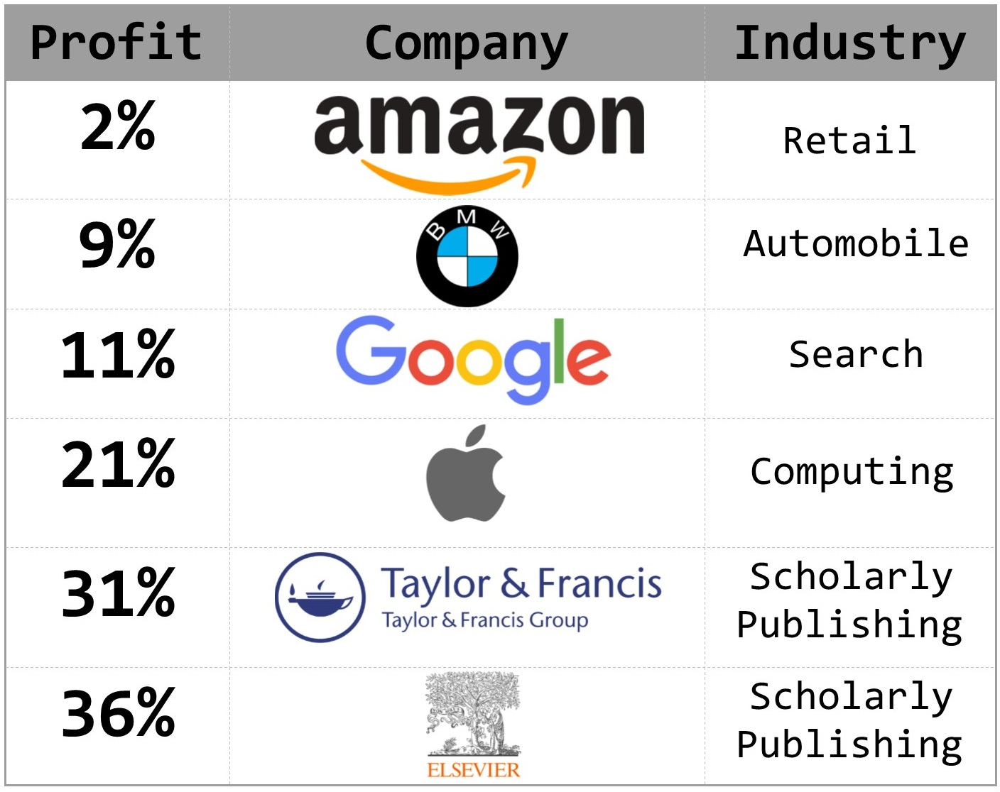 Profit Company Industry
2% amazon Retail
9% BMW Automobile
11% Google Search
21% Computing
31% Taylor & Francis Scholarly
Taylor & Francis Group Publishing
36% Scholarly
Publishing
ELSEVIER